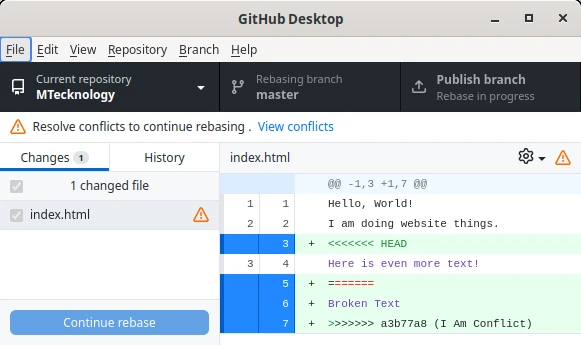 GitHub Desktop
File Edit View Repository Branch Help
Current repository
MTecknology
Rebasing branch
master
Publish branch
Rebase in progress
Resolve conflicts to continue rebasing . View conflicts
Changes 1 History
1 changed file
index.html
Continue rebase
index.html
@@ -1,3 +1,7 @@
1 1 Hello, World!
2 2 I am doing website things.
3 + <<<<<<< HEAD
3 4 Here is even more text!
5 + =======
6 + Broken Text
7 + >>>>>>> a3b77a8 (I Am Conflict)